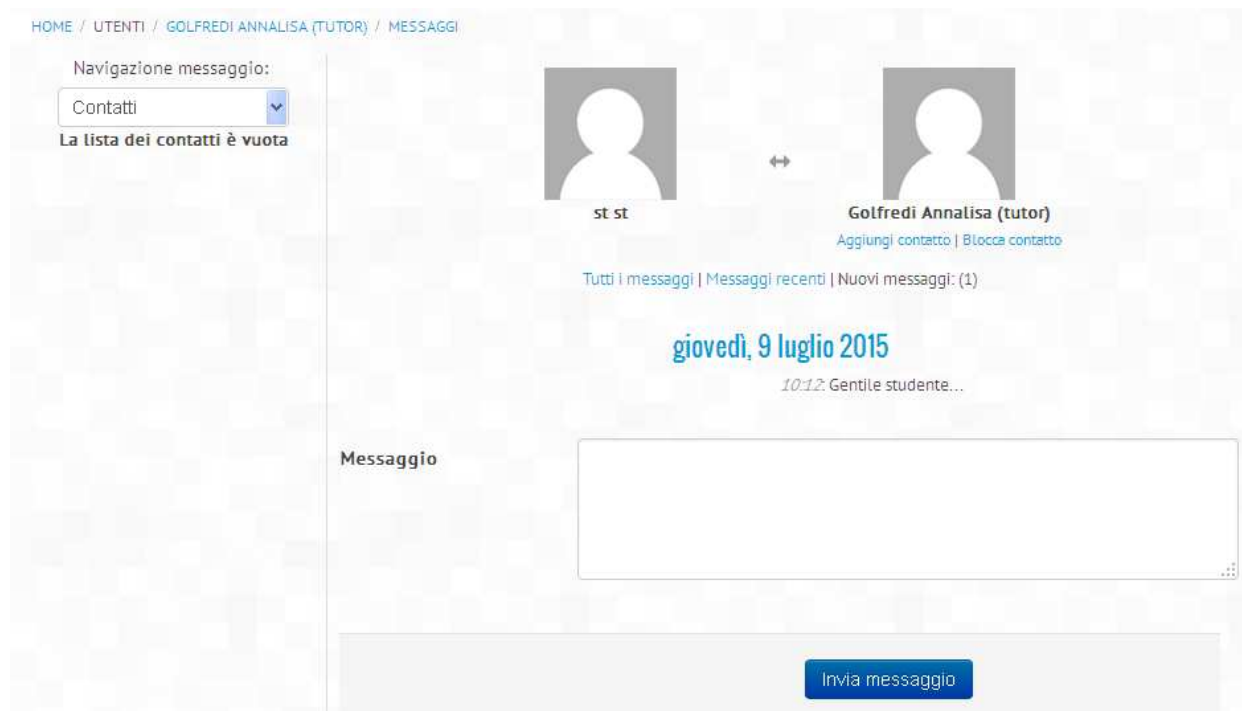 HOME / UTENTI / GOLFREDI ANNALISA (TUTOR) / MESSAGGI
Navigazione messaggio:
Contatti
La lista dei contatti è vuota
st st
Golfredi Annalisa (tutor)
Aggiungi contatto | Blocca contatto
Tutti i messaggi | Messaggi recenti | Nuovi messaggi: (1)
giovedì, 9 luglio 2015
10:12: Gentile studente...
Messaggio
Invia messaggio